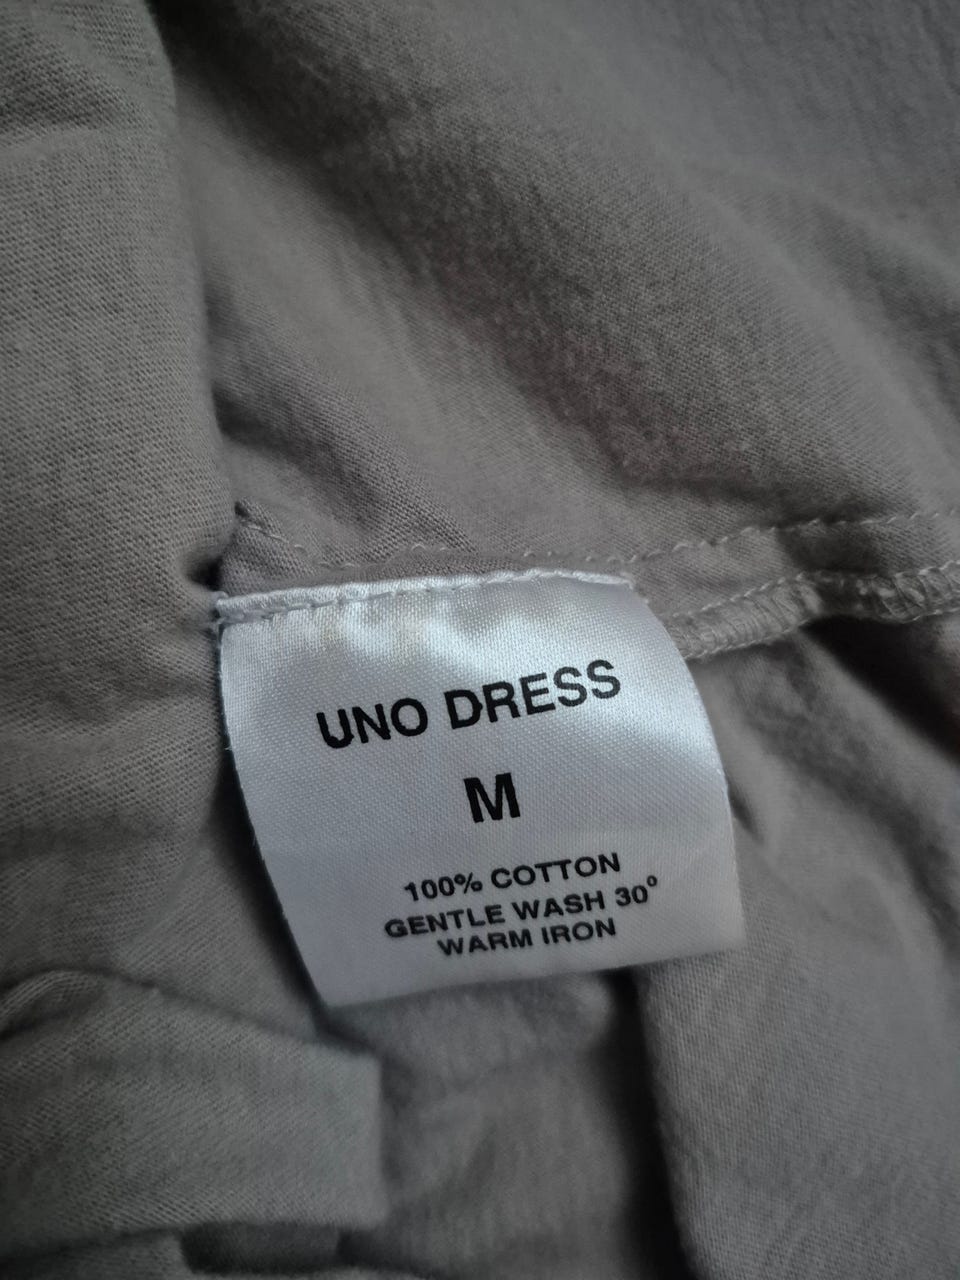 UNO DRESS
M
100% COTTON
GENTLE WASH 30°
WARM IRON